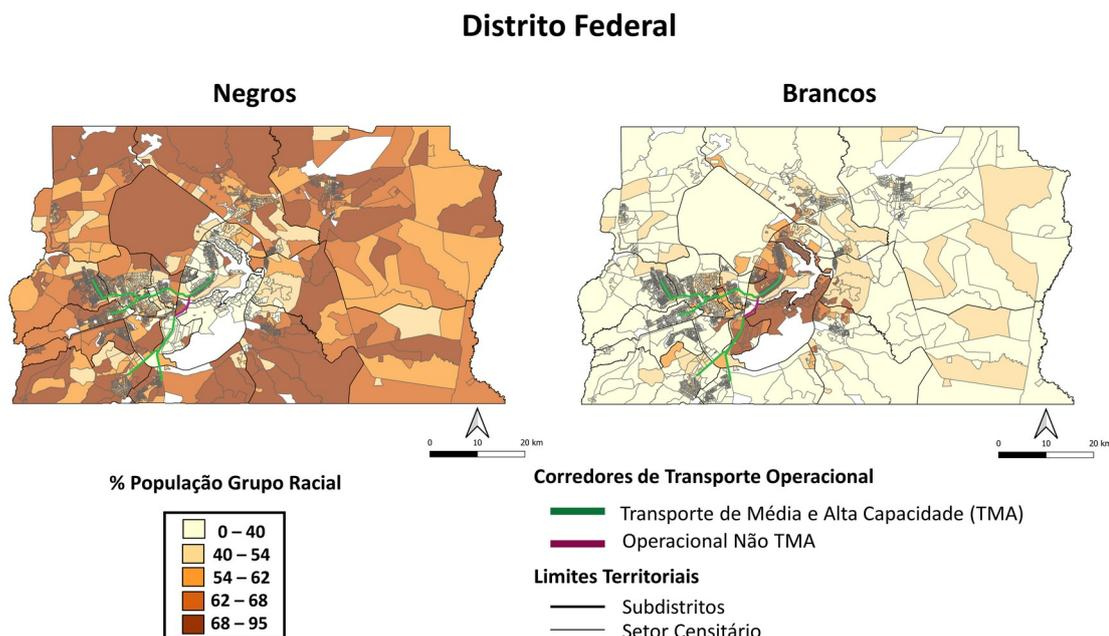 Distrito Federal
Negros
Brancos
0 10 20 km
0 10 20 km
% População Grupo Racial
0 – 40
40 – 54
54 – 62
62 – 68
68 – 95
Corredores de Transporte Operacional
Transporte de Média e Alta Capacidade (TMA)
Operacional Não TMA
Limites Territoriais
Subdistritos
Setor Censitário